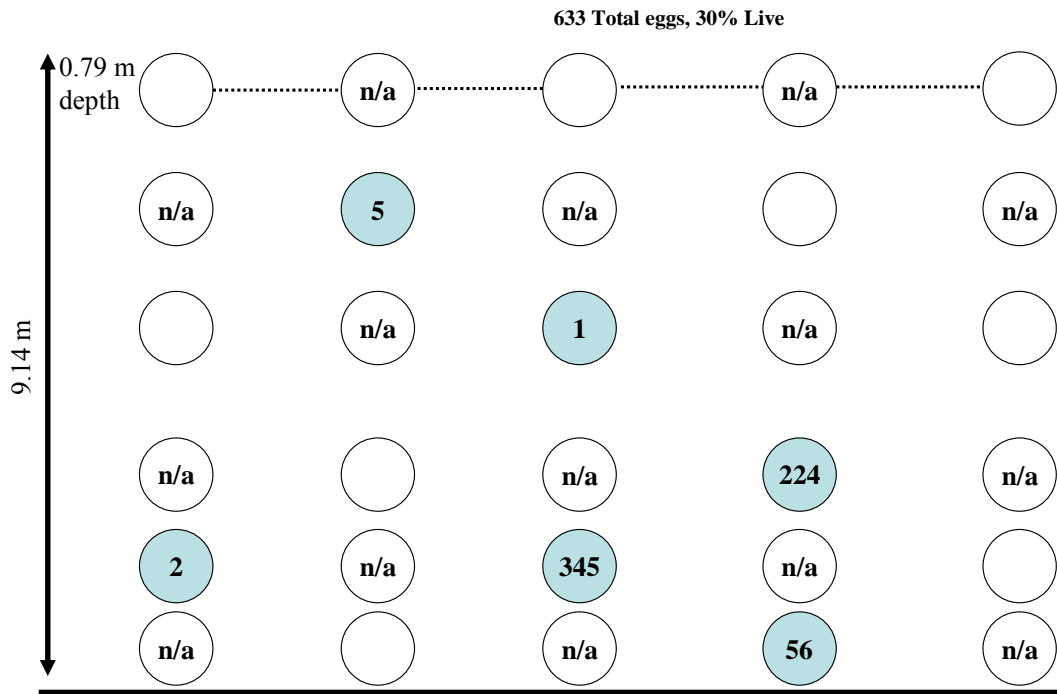 633 Total eggs, 30% Live
0.79 m
depth
n/a n/a
n/a 5 n/a n/a
n/a 1 n/a
9.14 m
n/a n/a 224 n/a
2 n/a 345 n/a
n/a n/a 56 n/a